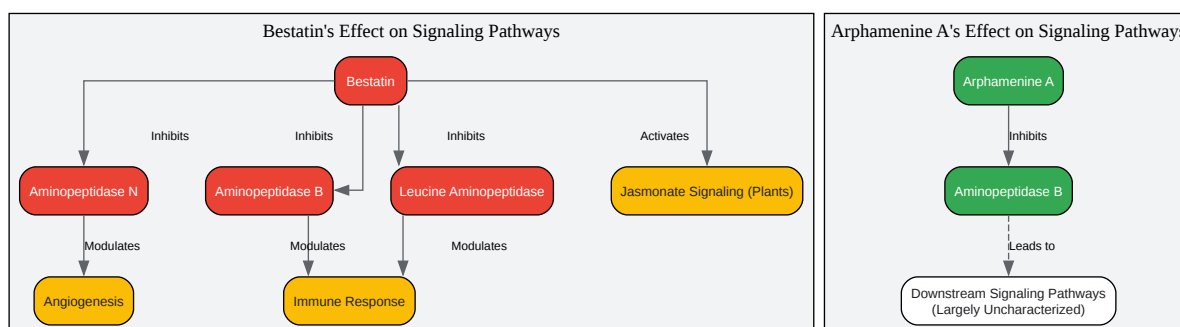 Bestatin's Effect on Signaling Pathways
Bestatin
Inhibits
Inhibits
Inhibits
Activates
Aminopeptidase N
Aminopeptidase B
Leucine Aminopeptidase
Jasmonate Signaling (Plants)
Modulates
Modulates
Modulates
Angiogenesis
Immune Response
Arphamenine A's Effect on Signaling Pathways
Arphamenine A
Inhibits
Aminopeptidase B
Leads to
Downstream Signaling Pathways
(Largely Uncharacterized)